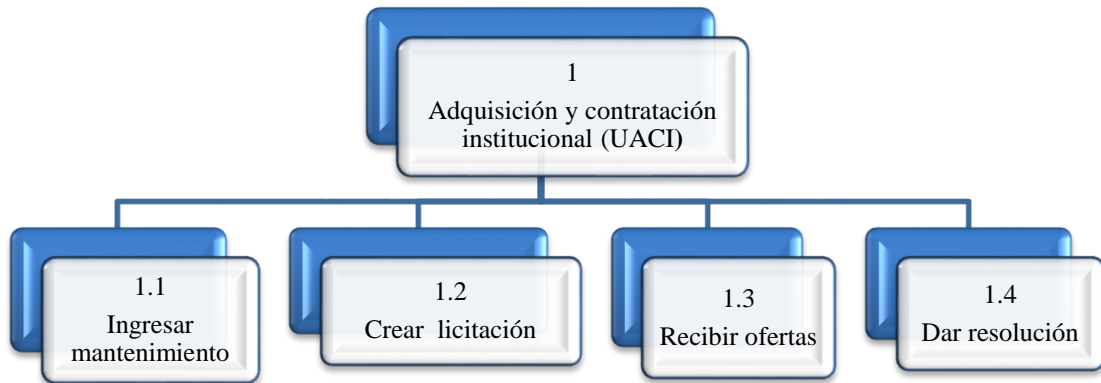 1
Adquisición y contratación
institucional (UACI)
1.1
Ingresar
mantenimiento
1.2
Crear licitación
1.3
Recibir ofertas
1.4
Dar resolución